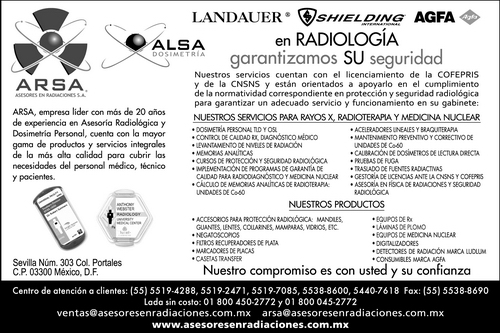 LANDAUER®
SHIELDING
INTERNATIONAL
AGFA
Agfa
ARSA®
ASESORES EN RADIACIONES S.A.
ALSA
DOSIMETRÍA
en RADIOLOGÍA
garantizamos SU seguridad
Nuestros servicios cuentan con el licenciamiento de la COFEPRIS
y de la CNSNS y están orientados a apoyarlo en el cumplimiento
de la normatividad correspondiente en protección y seguridad radiológica
para garantizar un adecuado servicio y funcionamiento en su gabinete:
ARSA, empresa lider con más de 20 años
de experiencia en Asesoría Radiológica y
Dosimetría Personal, cuenta con la mayor
gama de productos y servicios integrales
de la más alta calidad para cubrir las
necesidades del personal médico, técnico
y pacientes.
NUESTROS SERVICIOS PARA RAYOS X, RADIOTERAPIA Y MEDICINA NUCLEAR
• DOSIMETRÍA PERSONAL TLD Y OSL
• CONTROL DE CALIDAD RX, DIAGNÓSTICO MÉDICO
• LEVANTAMIENTO DE NIVELES DE RADIACIÓN
• MEMORIAS ANALÍTICAS
• CURSOS DE PROTECCIÓN Y SEGURIDAD RADIOLÓGICA
• IMPLEMENTACIÓN DE PROGRAMAS DE GARANTÍA DE
CALIDAD PARA RADIODIAGNÓSTICO Y MEDICINA NUCLEAR
• CÁLCULO DE MEMORIAS ANALÍTICAS DE RADIOTERAPIA:
UNIDADES DE Co-60
• ACELERADORES LINEALES Y BRAQUITERAPIA
• MANTENIMIENTO PREVENTIVO Y CORRECTIVO DE
UNIDADES DE Co60
• CALIBRACIÓN DE DOSÍMETROS DE LECTURA DIRECTA
• PRUEBAS DE FUGA
• TRASLADO DE FUENTES RADIACTIVAS
• GESTORÍA DE LICENCIAS ANTE LA CNSNS Y COFEPRIS
• ASESORÍA EN FÍSICA DE RADIACIONES Y SEGURIDAD
RADIOLÓGICA
NUESTROS PRODUCTOS
• ACCESORIOS PARA PROTECCIÓN RADIOLÓGICA: MANDILES,
GUANTES, LENTES, COLLARINES, MAMPARAS, VIDRIOS, ETC.
• NEGATOSCOPIOS
• FILTROS RECUPERADORES DE PLATA
• MARCADORES DE PLACAS
• CASETAS TRANSFER
• EQUIPOS DE Rx
• LÁMINAS DE PLOMO
• EQUIPOS DE MEDICINA NUCLEAR
• DIGITALIZADORES
• DETECTORES DE RADIACIÓN MARCA LUDLUM
• CONSUMIBLES MARCA AGFA
ANTHONY
WEBSTER
RADIOLOGY
UNIVERSITY
MEDICAL CENTER
Sevilla Núm. 303 Col. Portales
C.P. 03300 México, D.F.
Nuestro compromiso es con usted y su confianza
Centro de atención a clientes: (55) 5519-4288, 5519-2471, 5519-7085, 5538-8600, 5440-7618 Fax: (55) 5538-8690
Lada sin costo: 01 800 450-2772 y 01 800 045-2772
ventas@asesoresenradiaciones.com.mx arsa@asesoresenradiaciones.com.mx
www.asesoresenradiaciones.com.mx